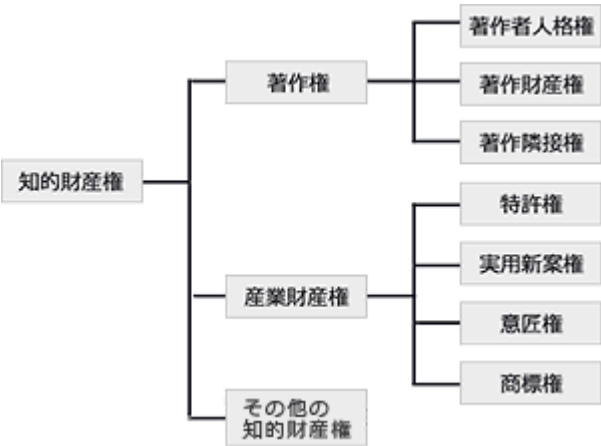 知的財産権
著作権
著作者人格権
著作財産権
著作隣接権
産業財産権
特許権
実用新案権
意匠権
商標権
その他の
知的財産権